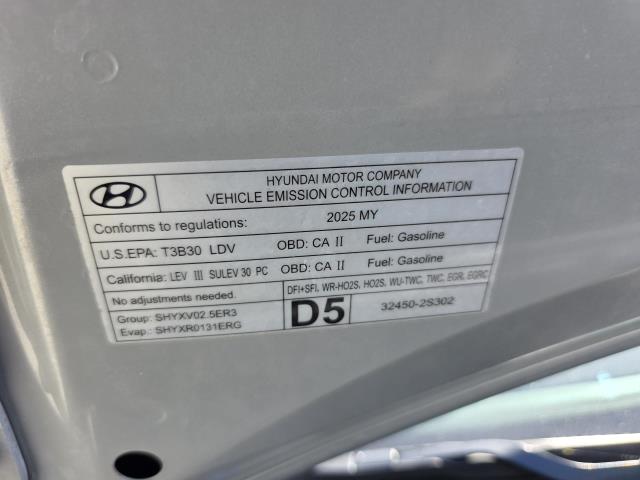 HYUNDAI MOTOR COMPANY
VEHICLE EMISSION CONTROL INFORMATION
Conforms to regulations: 2025 MY
U.S.EPA: T3B30 LDV OBD: CA II Fuel: Gasoline
California: LEV III SULEV 30 PC OBD: CA II Fuel: Gasoline
No adjustments needed. DFI+SFI, WR-HO2S, HO2S, WU-TWC, TWC, EGR, EGRC
Group: SHYXV02.5ER3 D5 32450-2S302
Evap.: SHYXR0131ERG